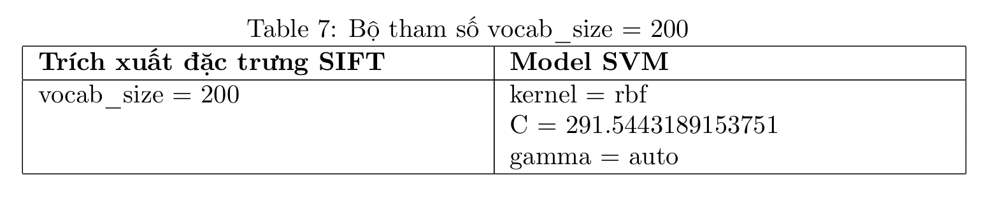 Table 7: Bộ tham số vocab_size = 200
Trích xuất đặc trưng SIFT Model SVM
vocab_size = 200 kernel = rbf
C = 291.5443189153751
gamma = auto